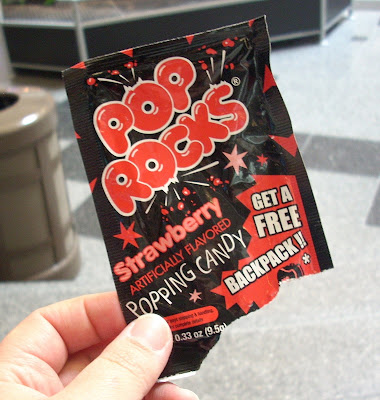 POP
ROCKS®
Strawberry
ARTIFICIALLY FLAVORED
POPPING CANDY
GET A
FREE
BACKPACK!!*
0.33 oz (9.5g)